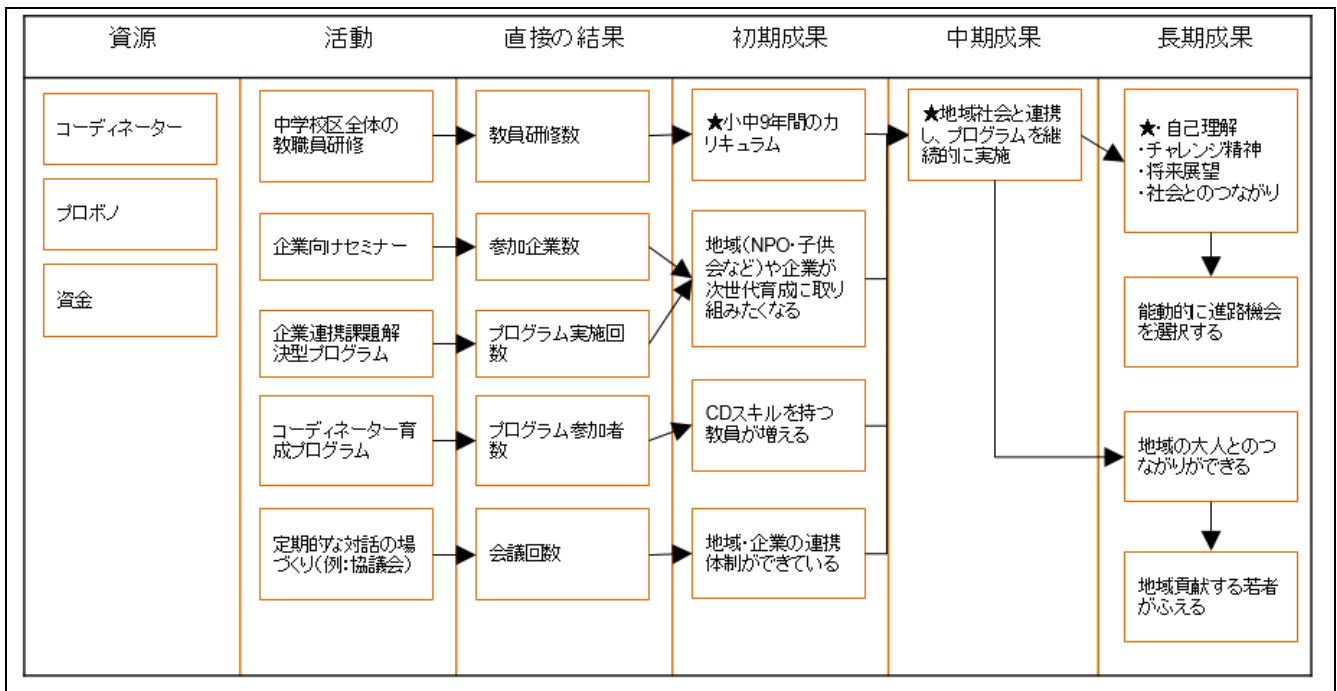 資源
活動
直接の結果
初期成果
中期成果
長期成果
コーディネーター
プロボノ
資金
中学校区全体の
教職員研修
企業向けセミナー
企業連携課題解
決型プログラム
コーディネーター育
成プログラム
定期的な対話の場
づくり(例:協議会)
教員研修数
参加企業数
プログラム実施回
数
プログラム参加者
数
会議回数
★小中9年間のカ
リキュラム
地域(NPO・子供
会など)や企業が
次世代育成に取り
組みたくなる
CDスキルを持つ
教員が増える
地域・企業の連携
体制ができている
★地域社会と連携
し、プログラムを継
続的に実施
★・自己理解
・チャレンジ精神
・将来展望
・社会とのつながり
能動的に進路機会
を選択する
地域の大人とのつ
ながりができる
地域貢献する若者
がふえる